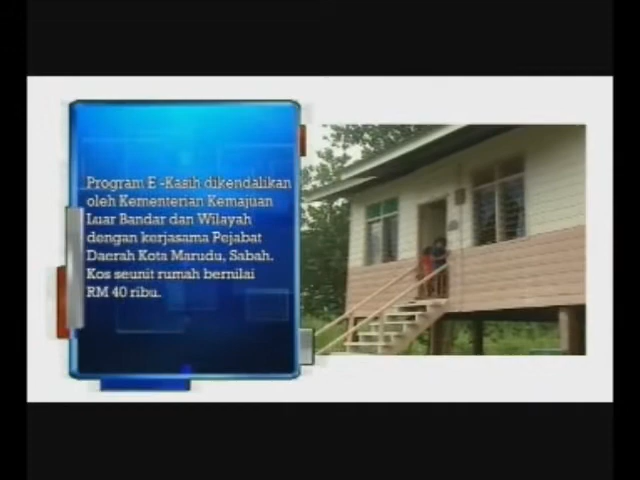 Program E -Kasih dikendalikan
oleh Kementerian Kemajuan
Luar Bandar dan Wilayah
dengan kerjasama Pejabat
Daerah Kota Marudu, Sabah.
Kos seunit rumah bernilai
RM 40 ribu.